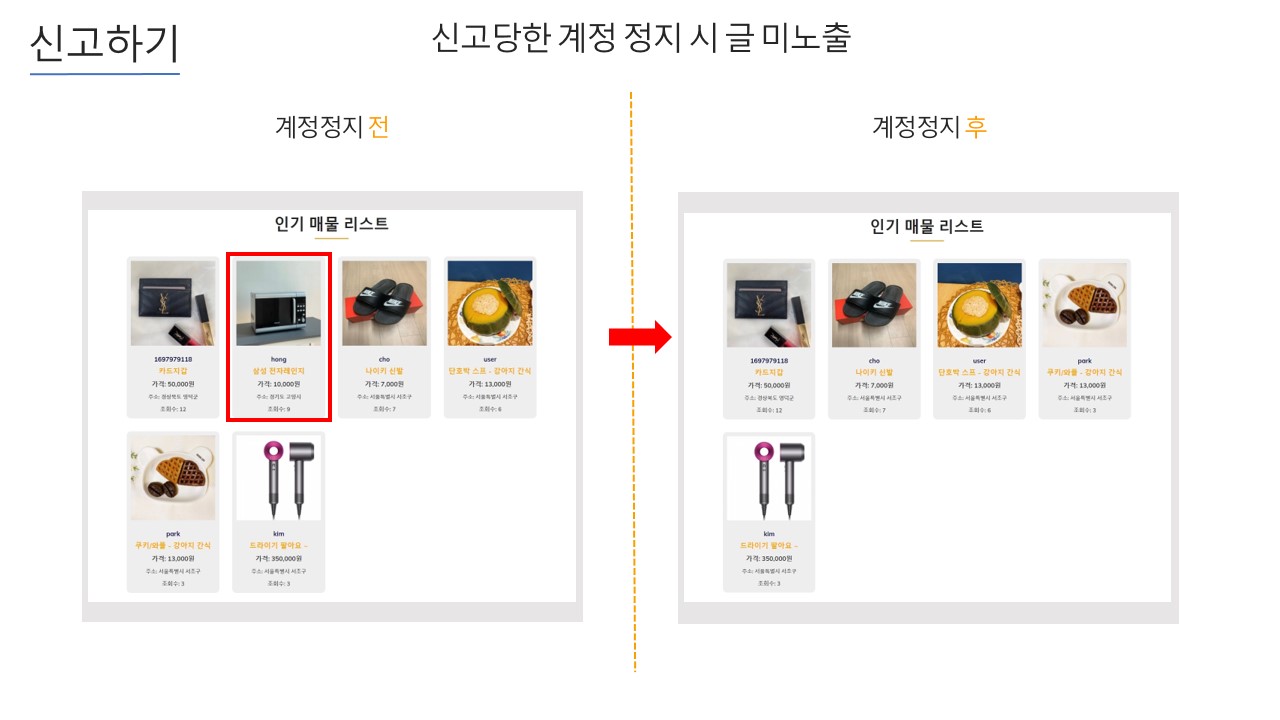 신고하기
신고당한 계정 정지 시 글 미노출
계정정지 전
인기 매물 리스트
1697979118
카드지갑
가격: 50,000원
주소: 경상북도 영덕군
조회수: 12
hong
삼성 전자레인지
가격: 10,000원
주소: 경기도 고양시
조회수: 9
cho
나이키 신발
가격: 7,000원
주소: 서울특별시 서초구
조회수: 7
user
단호박 스프 - 강아지 간식
가격: 13,000원
주소: 서울특별시 서초구
조회수: 6
park
쿠키/와플 - 강아지 간식
가격: 13,000원
주소: 서울특별시 서초구
조회수: 3
kim
드라이기 팔아요 ~
가격: 350,000원
주소: 서울특별시 서초구
조회수: 3
계정정지 후
인기 매물 리스트
1697979118
카드지갑
가격: 50,000원
주소: 경상북도 영덕군
조회수: 12
cho
나이키 신발
가격: 7,000원
주소: 서울특별시 서초구
조회수: 7
user
단호박 스프 - 강아지 간식
가격: 13,000원
주소: 서울특별시 서초구
조회수: 6
park
쿠키/와플 - 강아지 간식
가격: 13,000원
주소: 서울특별시 서초구
조회수: 3
kim
드라이기 팔아요 ~
가격: 350,000원
주소: 서울특별시 서초구
조회수: 3